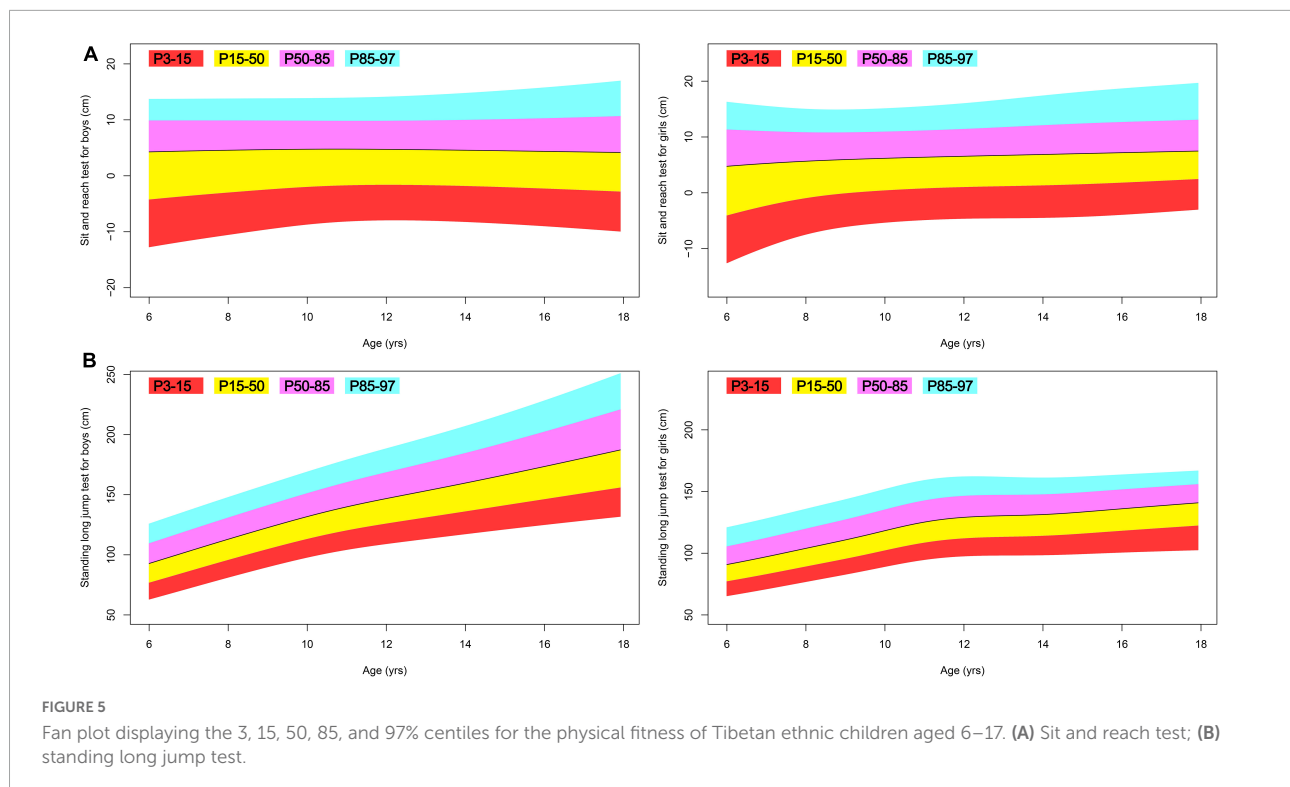 A
P3-15 P15-50 P50-85 P85-97
Sit and reach test for boys (cm)
20
10
0
−10
−20
6 8 10 12 14 16 18
Age (yrs)
P3-15 P15-50 P50-85 P85-97
Sit and reach test for girls (cm)
20
10
0
−10
6 8 10 12 14 16 18
Age (yrs)
B
P3-15 P15-50 P50-85 P85-97
Standing long jump test for boys (cm)
250
200
150
100
50
6 8 10 12 14 16 18
Age (yrs)
P3-15 P15-50 P50-85 P85-97
Standing long jump test for girls (cm)
200
150
100
50
6 8 10 12 14 16 18
Age (yrs)
FIGURE 5
Fan plot displaying the 3, 15, 50, 85, and 97% centiles for the physical fitness of Tibetan ethnic children aged 6–17. (A) Sit and reach test; (B)
standing long jump test.